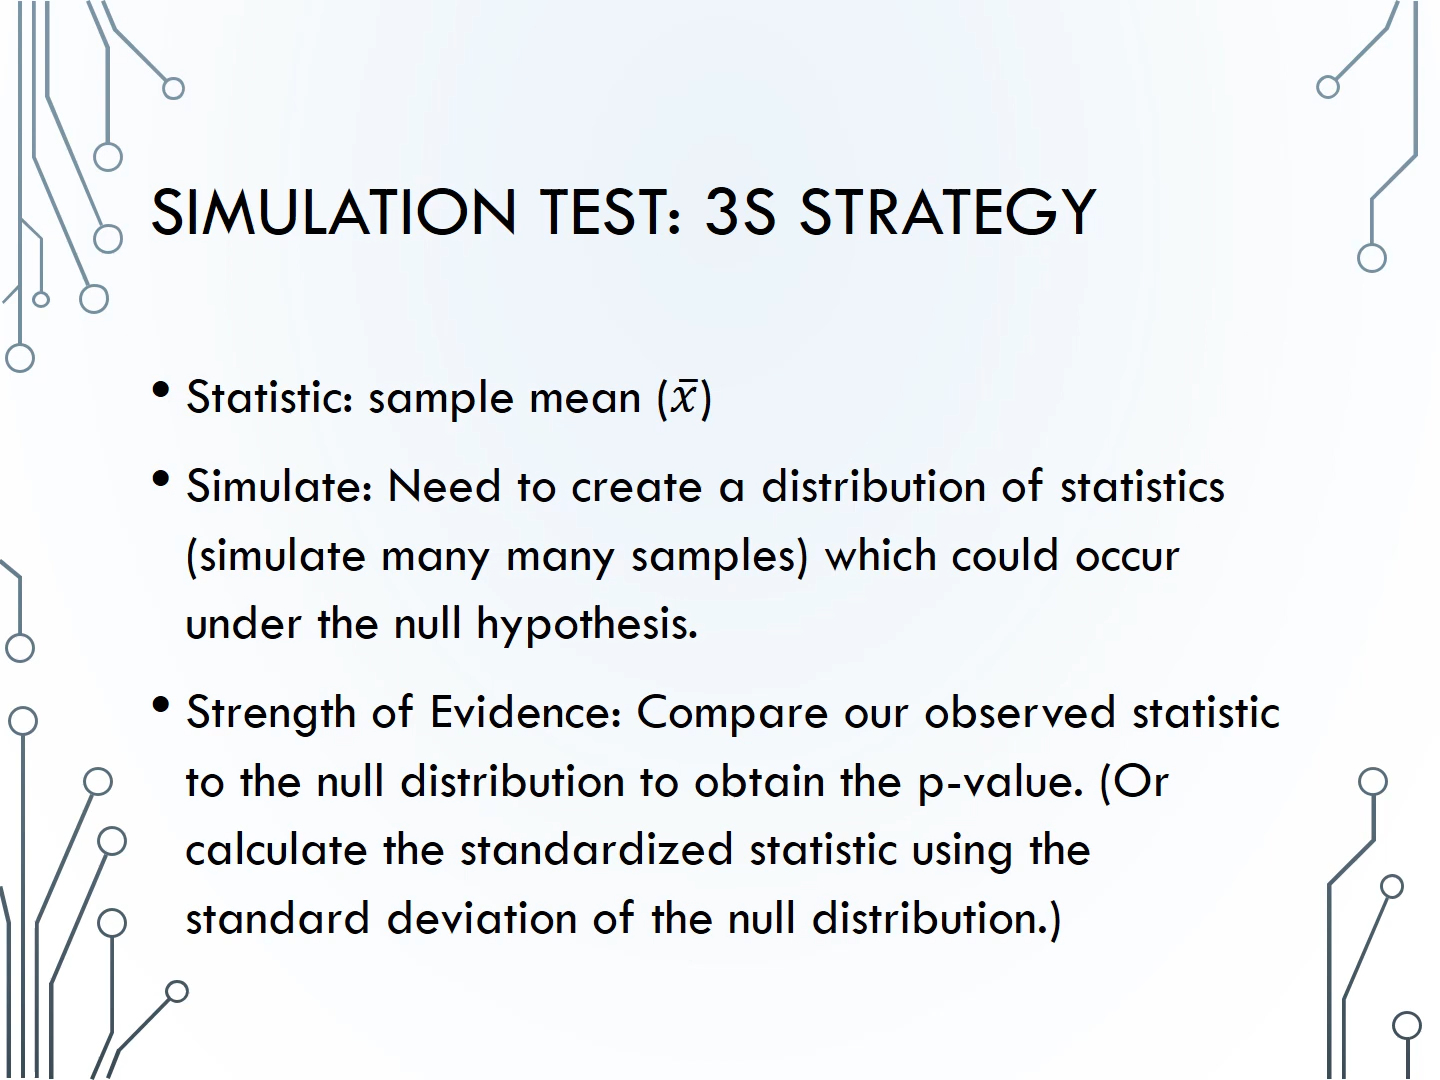 SIMULATION TEST: 3S STRATEGY
• Statistic: sample mean (x̄)
• Simulate: Need to create a distribution of statistics
(simulate many many samples) which could occur
under the null hypothesis.
• Strength of Evidence: Compare our observed statistic
to the null distribution to obtain the p-value. (Or
calculate the standardized statistic using the
standard deviation of the null distribution.)